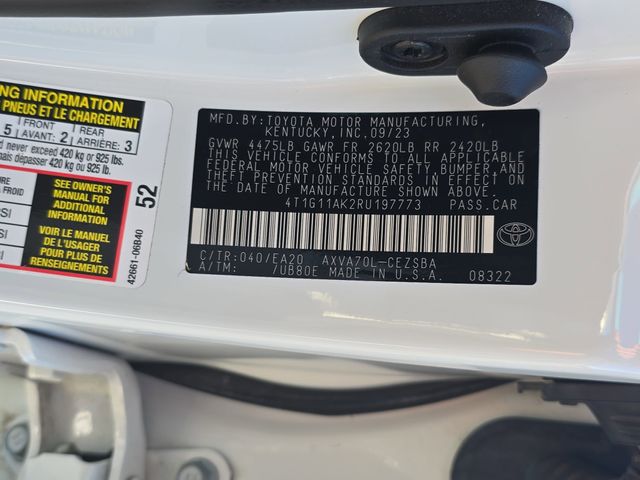 ING INFORMATION
PNEUS ET LE CHARGEMENT
5 AVANT: 2 REAR ARRIÈRE: 3
never exceed 420 kg or 925 lbs.
dépasser 420 kg ou 925 lb.
FROID
SEE OWNER'S
MANUAL FOR
ADDITIONAL
INFORMATION
VOIR LE MANUEL
DE L'USAGER
POUR PLUS DE
RENSEIGNEMENTS
52
42661-06B40
MFD.BY:TOYOTA MOTOR MANUFACTURING,
KENTUCKY,INC.09/23
GVWR 4475LB GAWR FR 2620LB RR 2420LB
THIS VEHICLE CONFORMS TO ALL APPLICABLE
FEDERAL MOTOR VEHICLE SAFETY,BUMPER,AND
THEFT PREVENTION STANDARDS IN EFFECT ON
THE DATE OF MANUFACTURE SHOWN ABOVE.
4T1G11AK2RU197773 PASS.CAR
C/TR:040/EA20 AXVA70L-CEZSBA
A/TM: /UB80E MADE IN U.S.A. 08322
TOYOTA